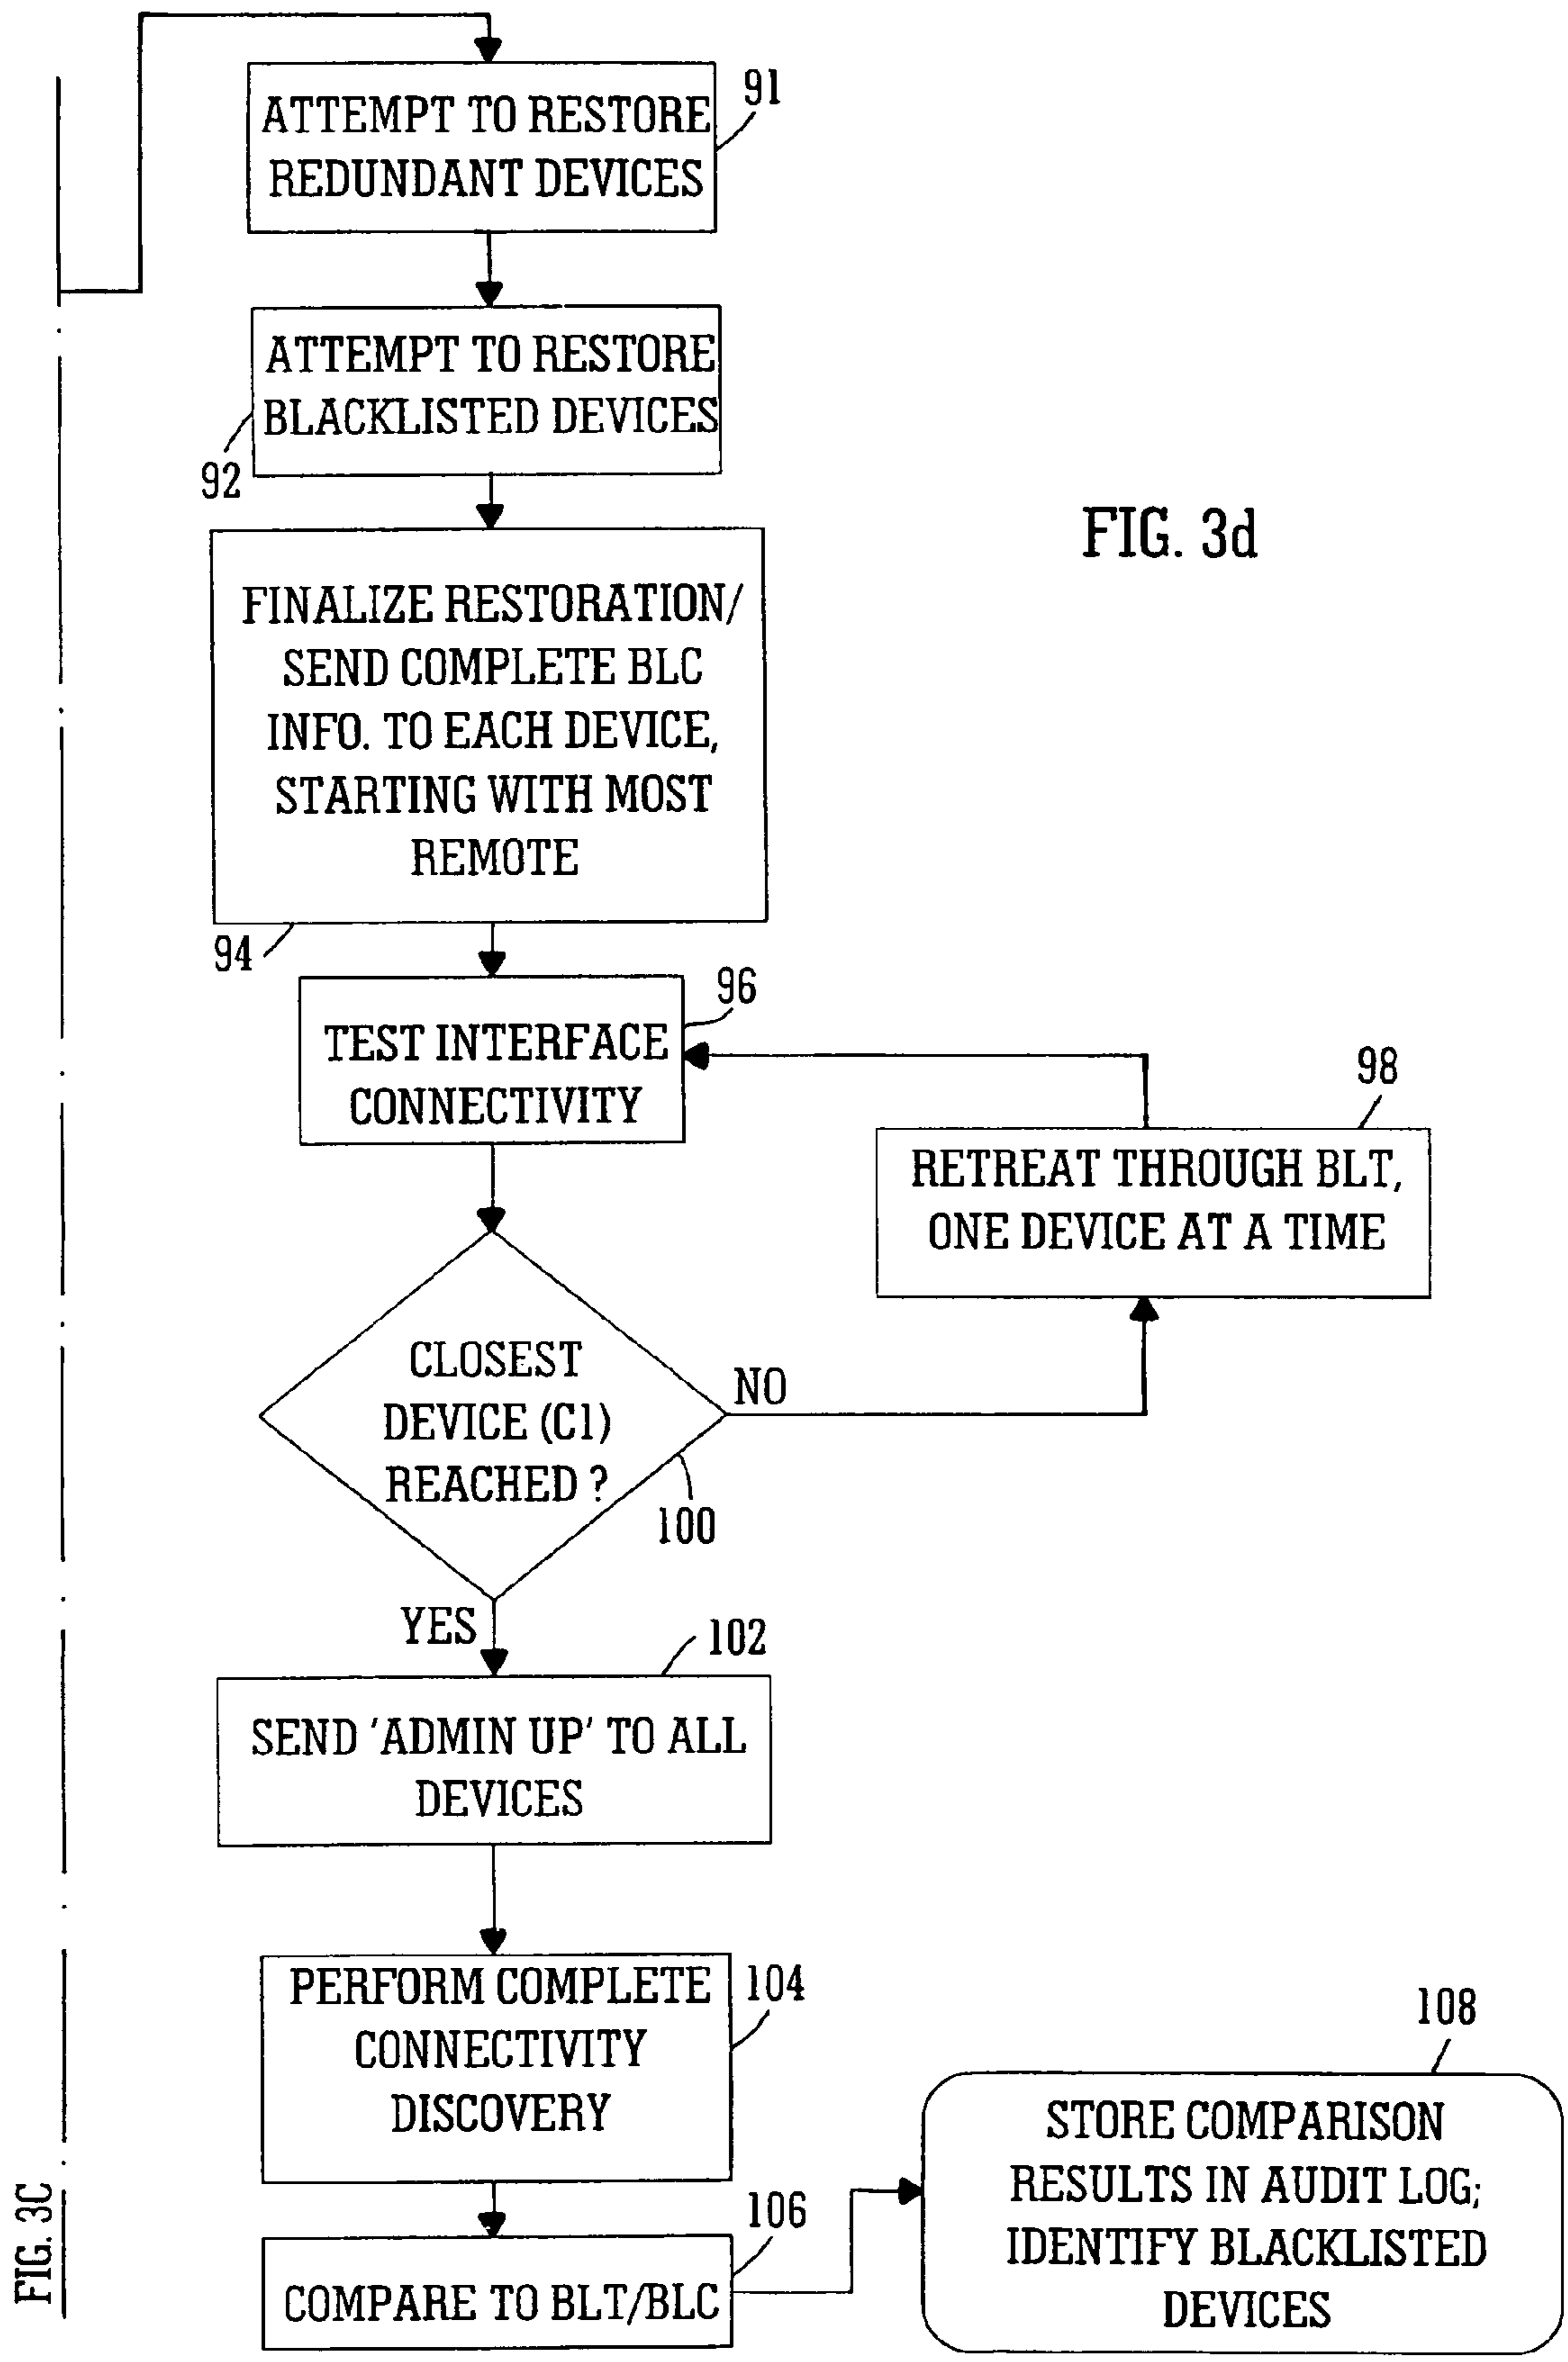 91
ATTEMPT TO RESTORE
REDUNDANT DEVICES
ATTEMPT TO RESTORE
BLACKLISTED DEVICES
92
FIG. 3d
FINALIZE RESTORATION/
SEND COMPLETE BLC
INFO. TO EACH DEVICE,
STARTING WITH MOST
REMOTE
94
96
TEST INTERFACE
CONNECTIVITY
98
RETREAT THROUGH BLT,
ONE DEVICE AT A TIME
CLOSEST
DEVICE (C1)
REACHED ?
NO
100
YES
102
SEND 'ADMIN UP' TO ALL
DEVICES
PERFORM COMPLETE
CONNECTIVITY
DISCOVERY
104
106
COMPARE TO BLT/BLC
108
STORE COMPARISON
RESULTS IN AUDIT LOG;
IDENTIFY BLACKLISTED
DEVICES
FIG. 3C